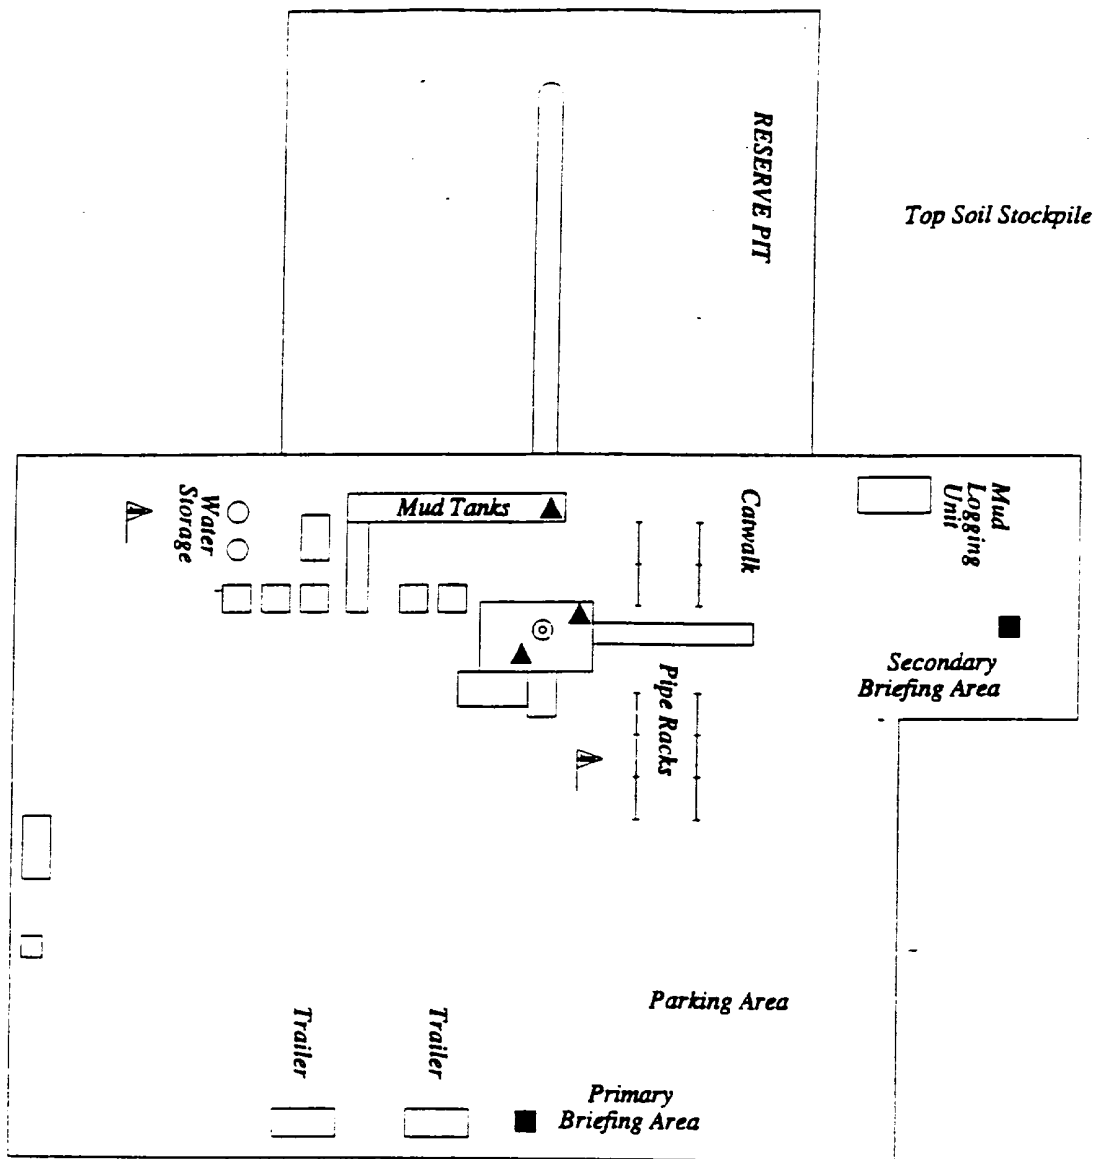 RESERVE PIT
Top Soil Stockpile
Water
Storage
Mud Tanks
Catwalk
Mud
Logging
Unit
Secondary
Briefing Area
Pipe Racks
Parking Area
Trailer
Trailer
Primary
Briefing Area